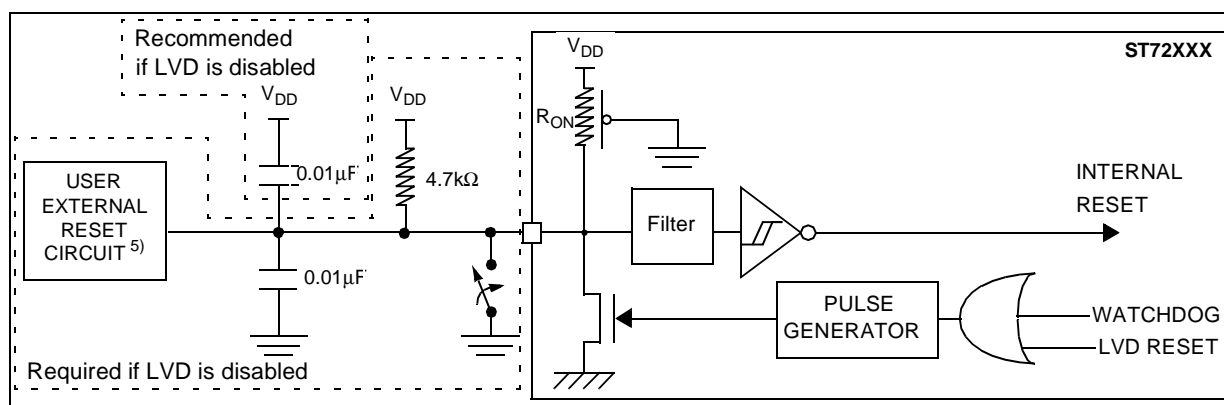 Recommended
if LVD is disabled
VDD
0.01μF
VDD
4.7kΩ
USER
EXTERNAL
RESET
CIRCUIT 5)
0.01μF
Required if LVD is disabled
ST72XXX
VDD
RON
Filter
INTERNAL
RESET
PULSE
GENERATOR
WATCHDOG
LVD RESET